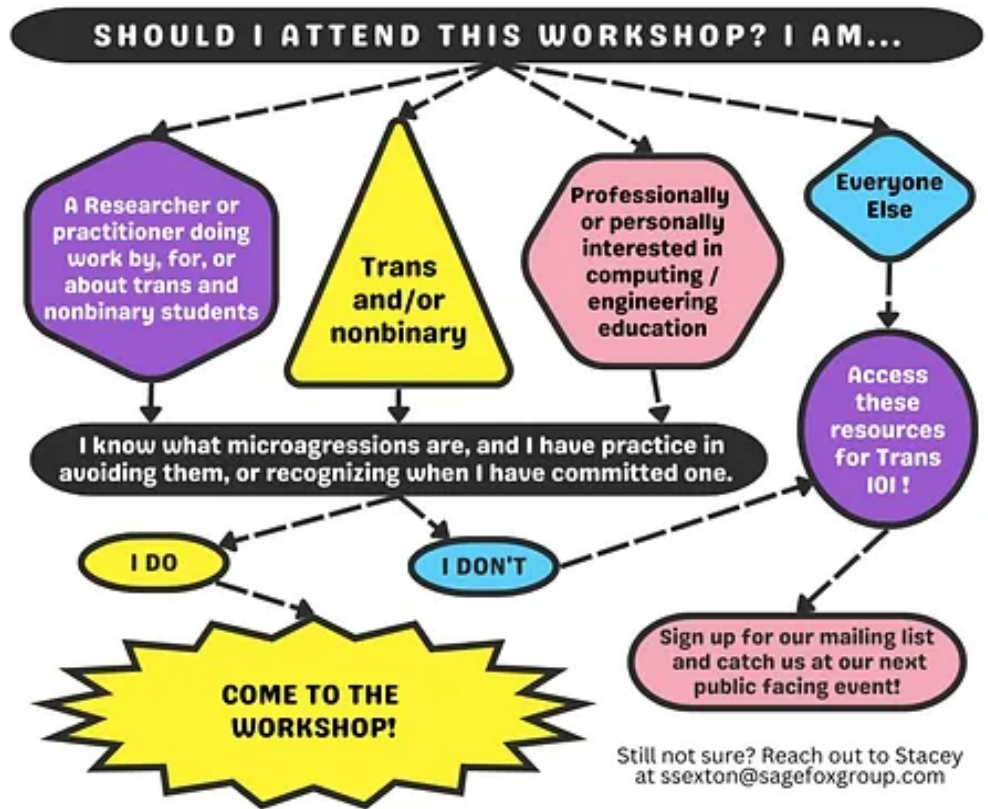 SHOULD I ATTEND THIS WORKSHOP? I AM...
A Researcher or
practitioner doing
work by, for, or
about trans and
nonbinary students
Trans
and/or
nonbinary
Professionally
or personally
interested in
computing /
engineering
education
Everyone
Else
I know what microagressions are, and I have practice in
avoiding them, or recognizing when I have committed one.
Access
these
resources
for Trans
101 !
I DO
I DON'T
COME TO THE
WORKSHOP!
Sign up for our mailing list
and catch us at our next
public facing event!
Still not sure? Reach out to Stacey
at ssexton@sagefoxgroup.com